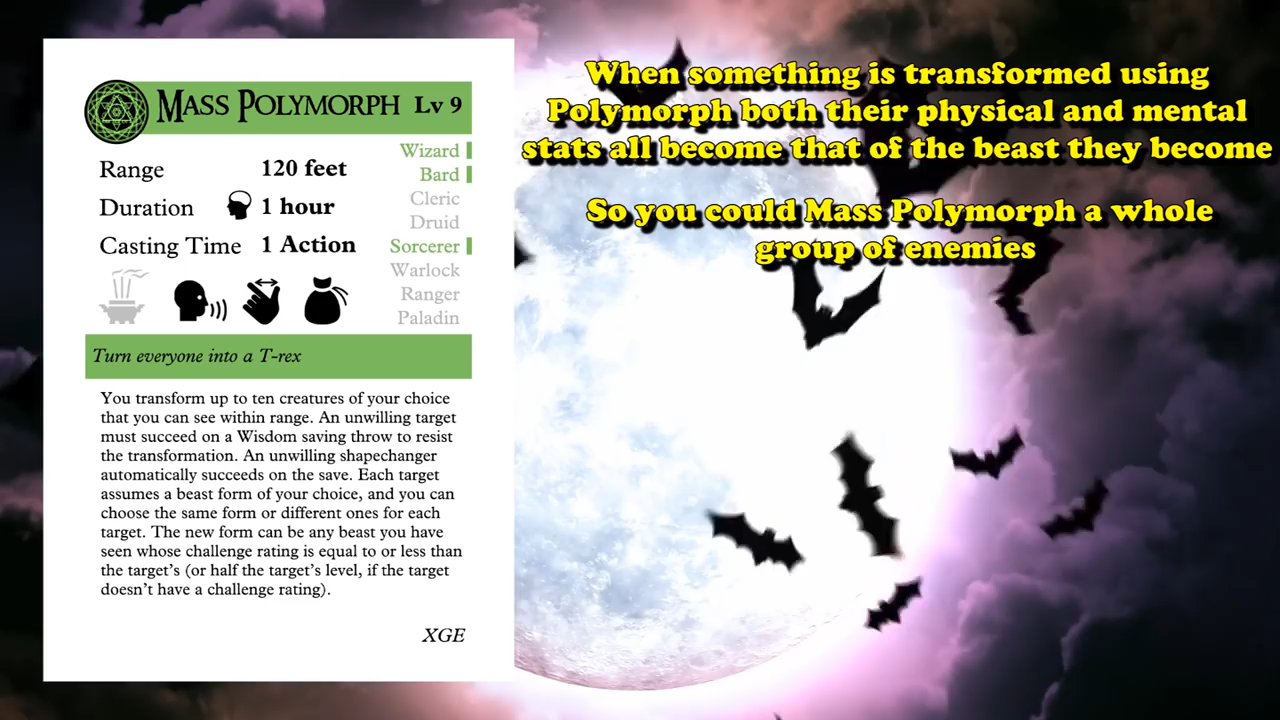 MASS POLYMORPH Lv 9
Range 120 feet
Duration 1 hour
Casting Time 1 Action
Wizard
Bard
Cleric
Druid
Sorcerer
Warlock
Ranger
Paladin
Turn everyone into a T-rex
You transform up to ten creatures of your choice
that you can see within range. An unwilling target
must succeed on a Wisdom saving throw to resist
the transformation. An unwilling shapechanger
automatically succeeds on the save. Each target
assumes a beast form of your choice, and you can
choose the same form or different ones for each
target. The new form can be any beast you have
seen whose challenge rating is equal to or less than
the target's (or half the target's level, if the target
doesn't have a challenge rating).
XGE
When something is transformed using
Polymorph both their physical and mental
stats all become that of the beast they become
So you could Mass Polymorph a whole
group of enemies